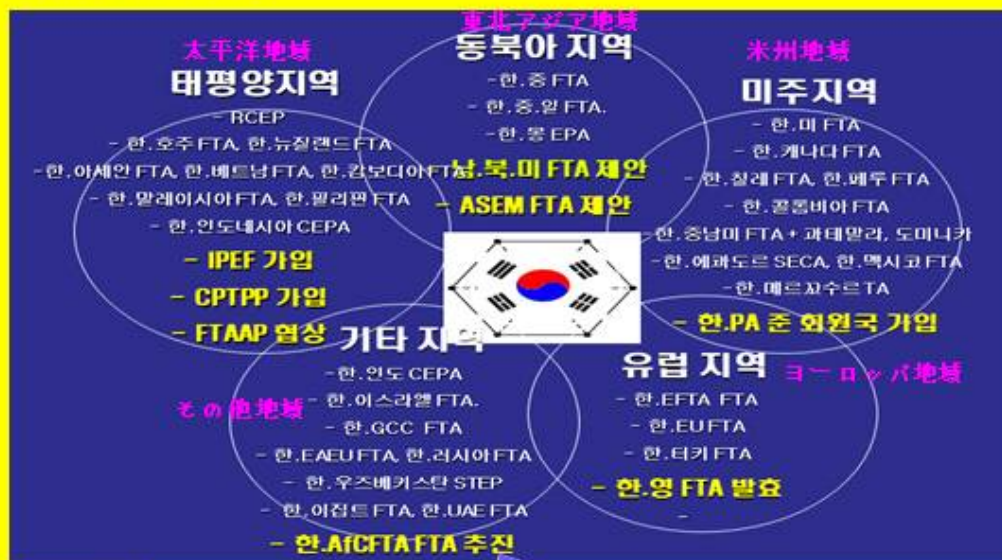 東北アジア地域
동북아 지역
- 한.중 FTA
- 한.중.일 FTA.
- 한.몽 EPA
남.북.미 FTA 제안
- ASEM FTA 제안
太平洋地域
태평양지역
- RCEP
- 한.호주 FTA, 한.뉴질랜드 FTA
- 한.아세안 FTA, 한.베트남 FTA, 한.캄보디아 FTA
- 한.말레이시아 FTA, 한.필리핀 FTA
- 한.인도네시아 CEPA
- IPEF 가입
- CPTPP 가입
- FTAAP 협상
米州地域
미주지역
- 한.미 FTA
- 한.캐나다 FTA
- 한.칠레 FTA, 한.페루 FTA
- 한.콜롬비아 FTA
- 한.중남미 FTA + 과테말라, 도미니카
- 한.에콰도르 SECA, 한.멕시코 FTA
- 한.메르꼬수르 TA
- 한.PA 준 회원국 가입
기타 지역
その他地域
- 한.인도 CEPA
- 한.이스라엘 FTA.
- 한.GCC FTA
- 한.EAEU FTA, 한.러시아 FTA
- 한.우즈베키스탄 STEP
- 한.이집트 FTA, 한.UAE FTA
- 한.AfCFTA FTA 추진
유럽 지역
ヨーロッパ地域
- 한.EFTA FTA
- 한.EU FTA
- 한.터키 FTA
- 한.영 FTA 발효
-